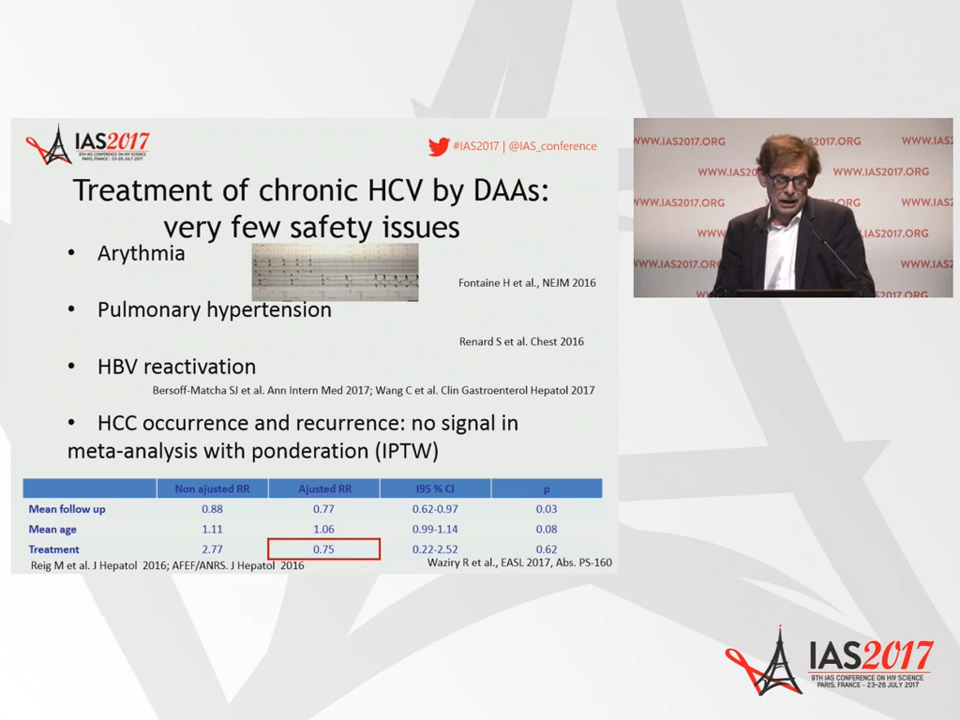 IAS2017
9TH IAS CONFERENCE ON HIV SCIENCE
PARIS, FRANCE · 23-26 JULY 2017
#IAS2017 | @IAS_conference
Treatment of chronic HCV by DAAs:
very few safety issues
• Arythmia
Fontaine H et al., NEJM 2016
• Pulmonary hypertension
Renard S et al. Chest 2016
• HBV reactivation
Bersoff-Matcha SJ et al. Ann Intern Med 2017; Wang C et al. Clin Gastroenterol Hepatol 2017
• HCC occurrence and recurrence: no signal in
meta-analysis with ponderation (IPTW)
Non ajusted RR Ajusted RR I95 % CI p
Mean follow up 0.88 0.77 0.62-0.97 0.03
Mean age 1.11 1.06 0.99-1.14 0.08
Treatment 2.77 0.75 0.22-2.52 0.62
Reig M et al. J Hepatol 2016; AFEF/ANRS. J Hepatol 2016
Waziry R et al., EASL 2017, Abs. PS-160
WWW.IAS2017.ORG
WWW.IAS2017.ORG
IAS2017
9TH IAS CONFERENCE ON HIV SCIENCE
PARIS, FRANCE - 23-26 JULY 2017